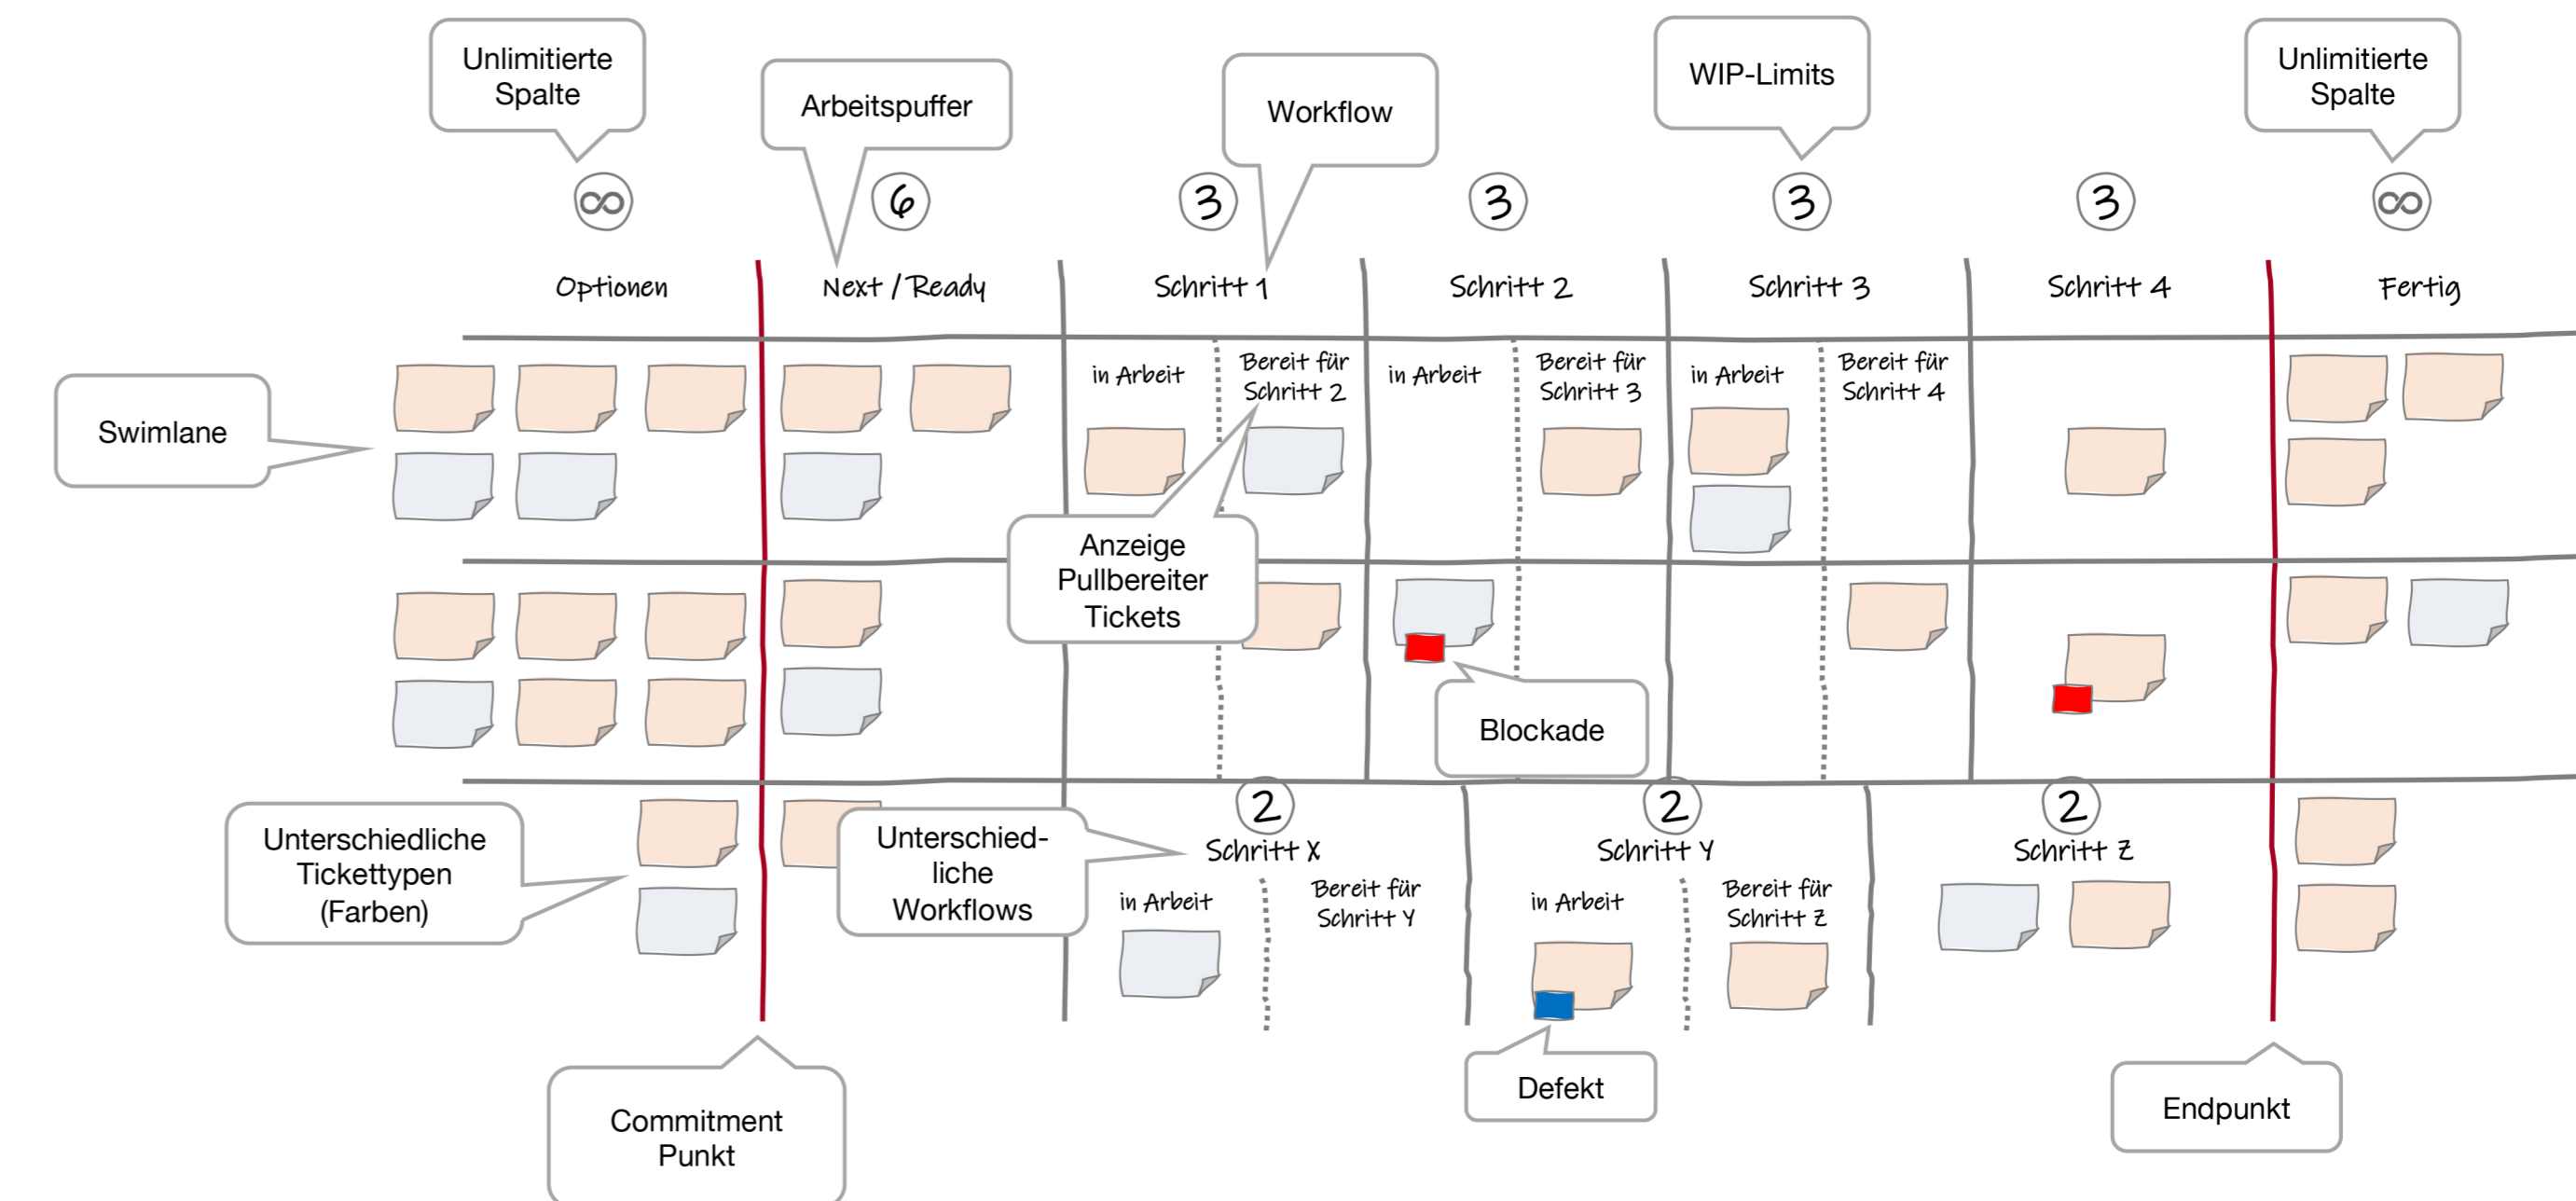 Unlimitierte
Spalte
Arbeitspuffer
Workflow
WIP-Limits
Unlimitierte
Spalte
∞
6
3
3
3
3
∞
Optionen
Next / Ready
Schritt 1
Schritt 2
Schritt 3
Schritt 4
Fertig
in Arbeit
Bereit für
Schritt 2
in Arbeit
Bereit für
Schritt 3
in Arbeit
Bereit für
Schritt 4
Swimlane
Anzeige
Pullbereiter
Tickets
Blockade
Unterschiedliche
Tickettypen
(Farben)
Unterschied-
liche
Workflows
2
Schritt X
in Arbeit
Bereit für
Schritt Y
2
Schritt Y
in Arbeit
Bereit für
Schritt Z
2
Schritt Z
Commitment
Punkt
Defekt
Endpunkt